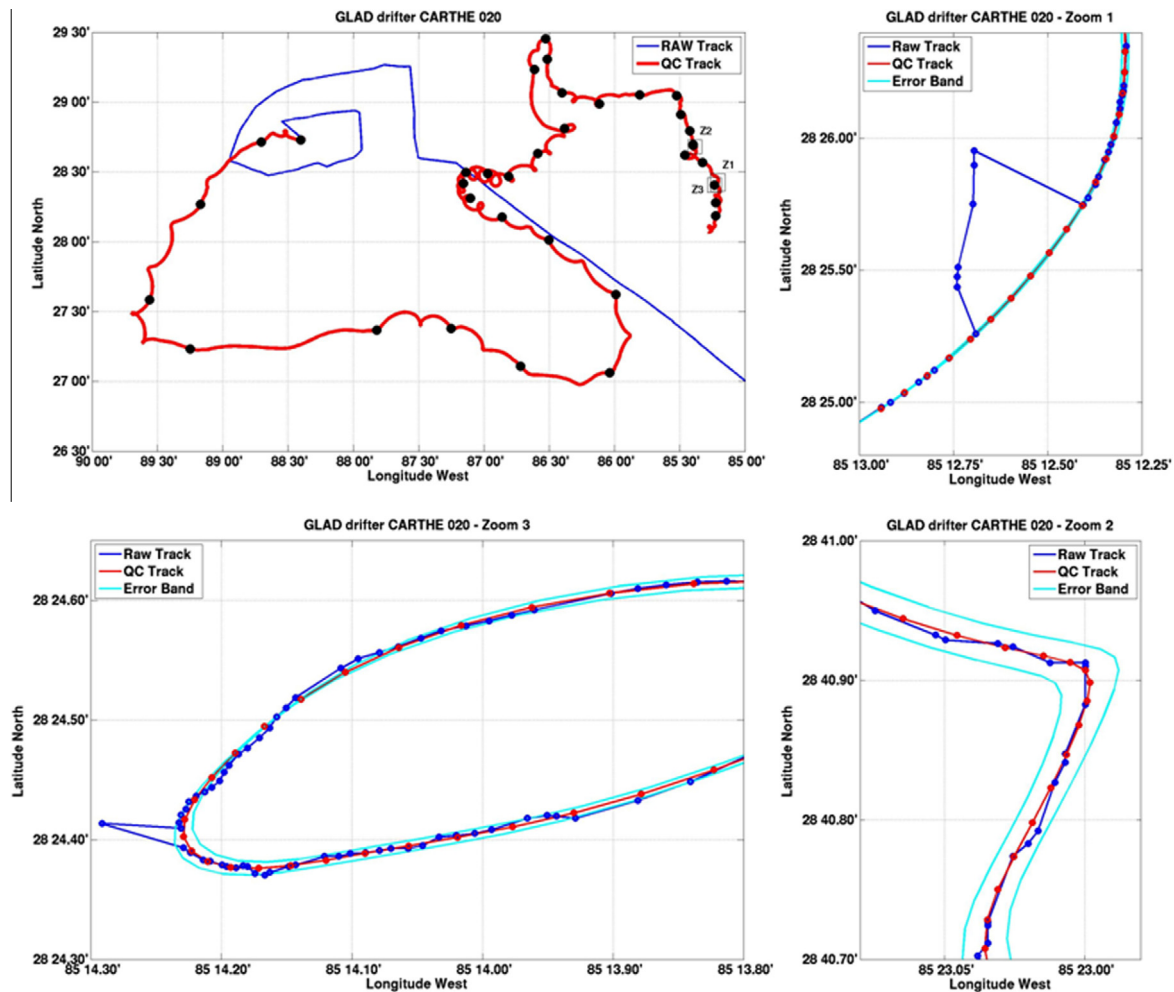 GLAD drifter CARTHE 020
29 30'
29 00'
28 30'
28 00'
27 30'
27 00'
26 30'
Latitude North
RAW Track
QC Track
Z2
Z1
Z3
90 00'
89 30'
89 00'
88 30'
88 00'
87 30'
87 00'
86 30'
86 00'
85 30'
85 00'
Longitude West
GLAD drifter CARTHE 020 - Zoom 1
Raw Track
QC Track
Error Band
28 26.00'
28 25.50'
28 25.00'
Latitude North
85 13.00'
85 12.75'
85 12.50'
85 12.25'
Longitude West
GLAD drifter CARTHE 020 - Zoom 3
Raw Track
QC Track
Error Band
28 24.60'
28 24.50'
28 24.40'
28 24.30'
Latitude North
85 14.30'
85 14.20'
85 14.10'
85 14.00'
85 13.90'
85 13.80'
Longitude West
GLAD drifter CARTHE 020 - Zoom 2
Raw Track
QC Track
Error Band
28 41.00'
28 40.90'
28 40.80'
28 40.70'
Latitude North
85 23.05'
85 23.00'
Longitude West